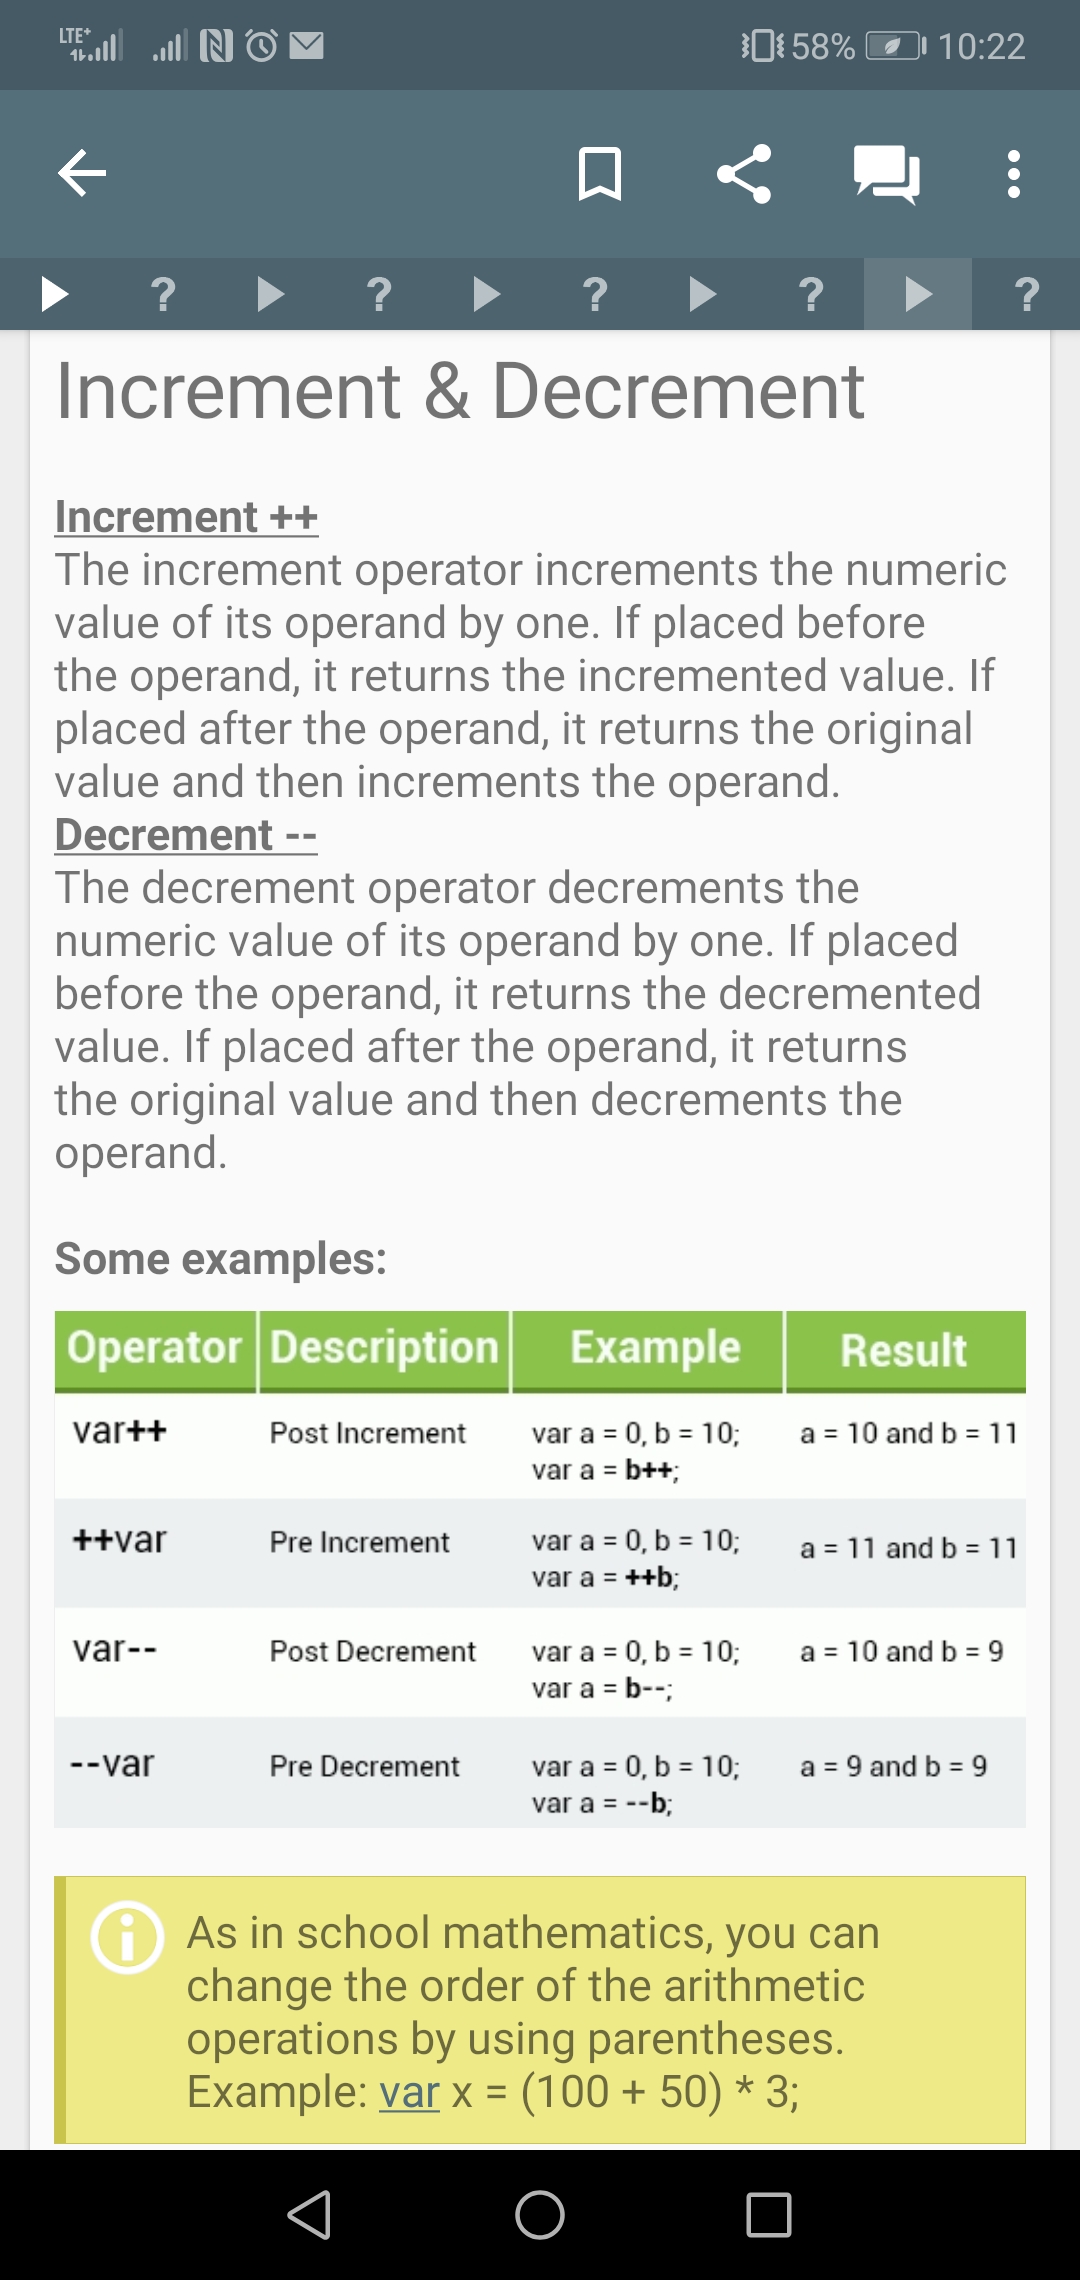 LTE+ 58% 10:22
? ? ? ? ?
Increment & Decrement
Increment ++
The increment operator increments the numeric
value of its operand by one. If placed before
the operand, it returns the incremented value. If
placed after the operand, it returns the original
value and then increments the operand.
Decrement --
The decrement operator decrements the
numeric value of its operand by one. If placed
before the operand, it returns the decremented
value. If placed after the operand, it returns
the original value and then decrements the
operand.
Some examples:
Operator Description Example Result
var++ Post Increment var a = 0, b = 10; a = 10 and b = 11
var a = b++;
++var Pre Increment var a = 0, b = 10; a = 11 and b = 11
var a = ++b;
var-- Post Decrement var a = 0, b = 10; a = 10 and b = 9
var a = b--;
--var Pre Decrement var a = 0, b = 10; a = 9 and b = 9
var a = --b;
As in school mathematics, you can
change the order of the arithmetic
operations by using parentheses.
Example: var x = (100 + 50) * 3;